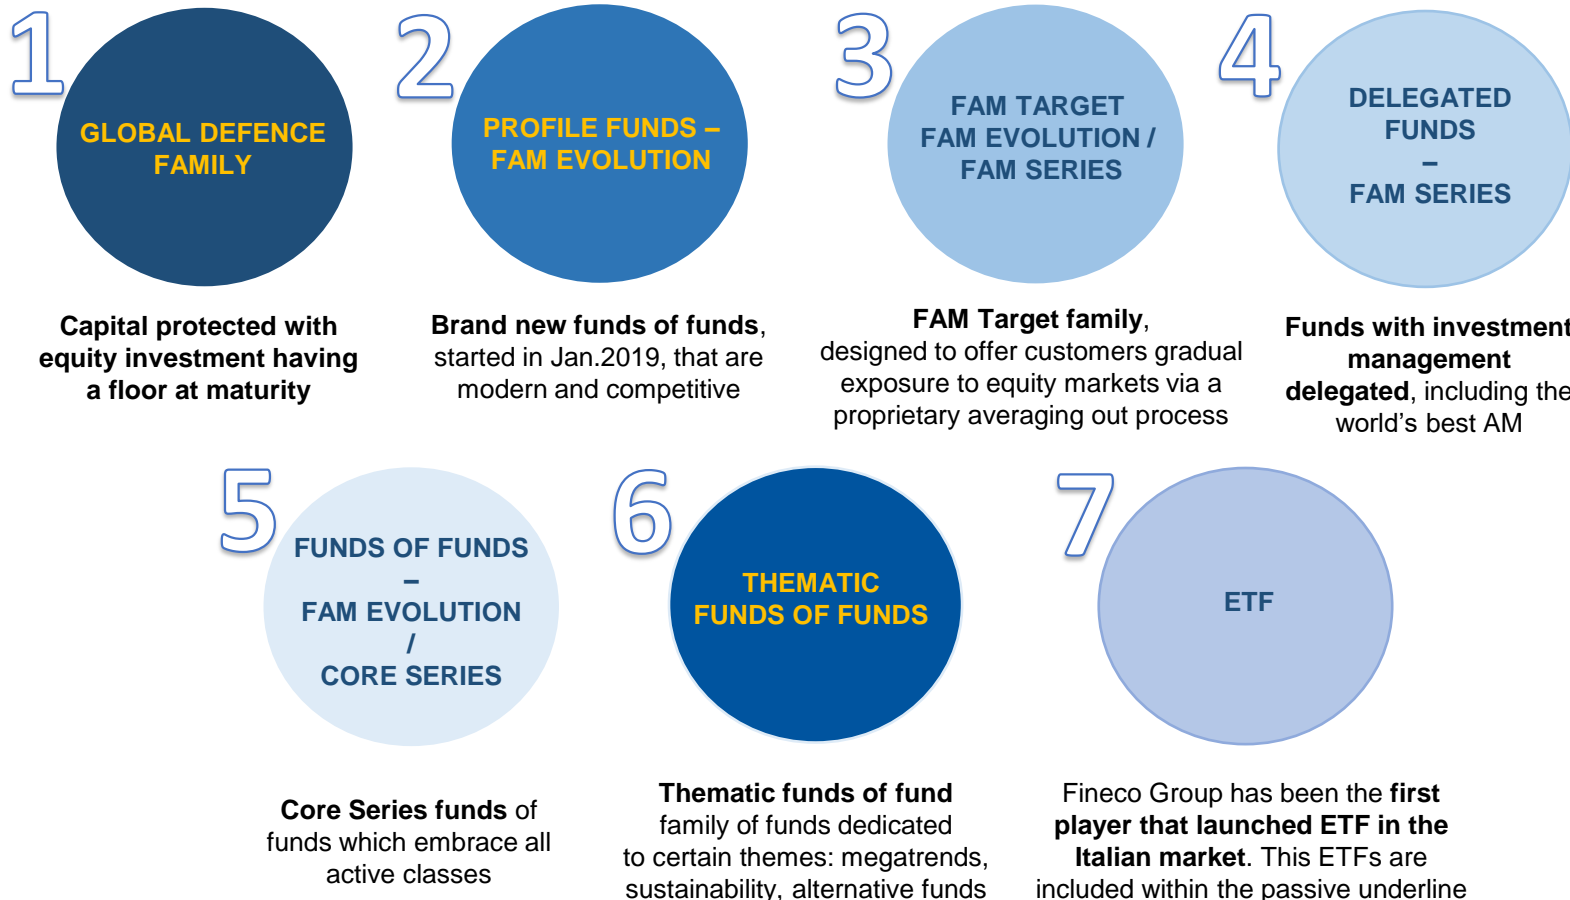 1
GLOBAL DEFENCE
FAMILY
Capital protected with
equity investment having
a floor at maturity
2
PROFILE FUNDS –
FAM EVOLUTION
Brand new funds of funds,
started in Jan.2019, that are
modern and competitive
3
FAM TARGET
FAM EVOLUTION /
FAM SERIES
FAM Target family,
designed to offer customers gradual
exposure to equity markets via a
proprietary averaging out process
4
DELEGATED
FUNDS
–
FAM SERIES
Funds with investment
management
delegated, including the
world's best AM
5
FUNDS OF FUNDS
–
FAM EVOLUTION
/
CORE SERIES
Core Series funds of
funds which embrace all
active classes
6
THEMATIC
FUNDS OF FUNDS
Thematic funds of fund
family of funds dedicated
to certain themes: megatrends,
sustainability, alternative funds
7
ETF
Fineco Group has been the first
player that launched ETF in the
Italian market. This ETFs are
included within the passive underline